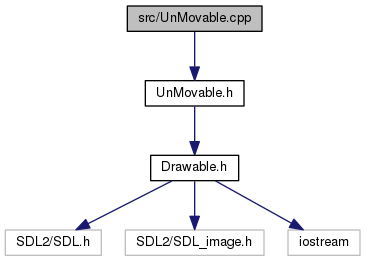 src/UnMovable.cpp
UnMovable.h
Drawable.h
SDL2/SDL.h
SDL2/SDL_image.h
iostream